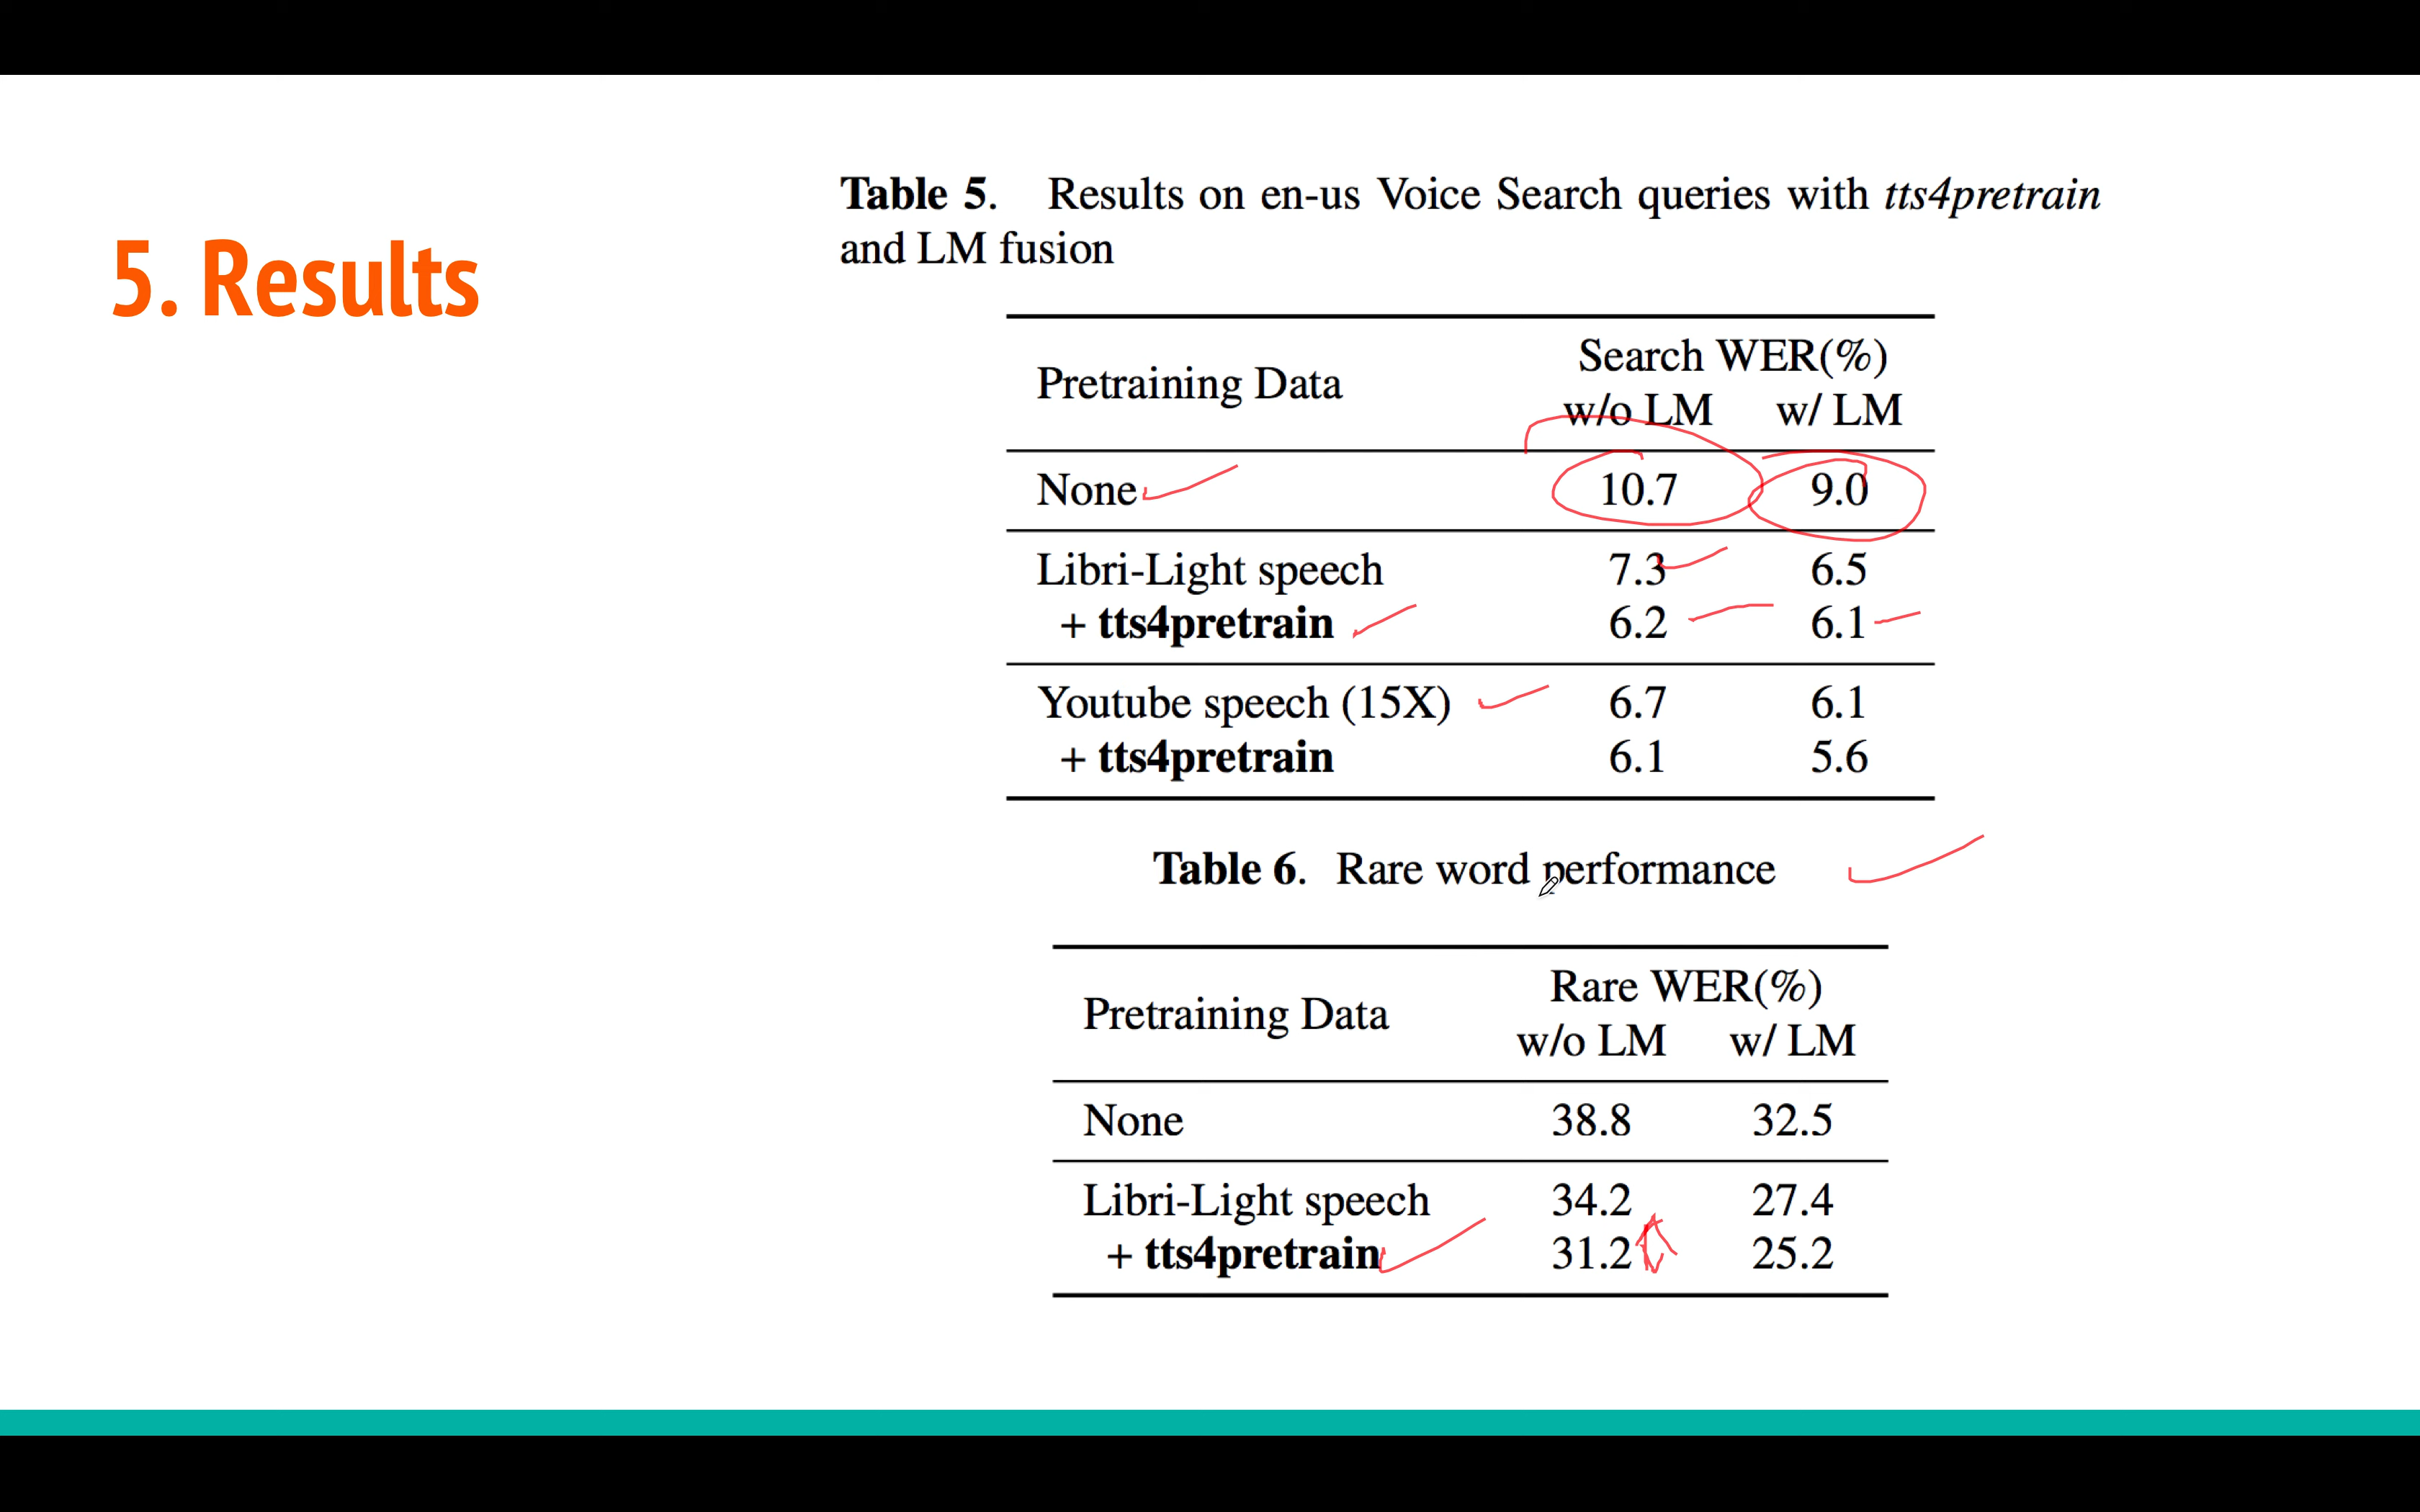 5. Results
Table 5. Results on en-us Voice Search queries with tts4pretrain
and LM fusion
Pretraining Data
Search WER(%)
w/o LM w/ LM
None 10.7 9.0
Libri-Light speech 7.3 6.5
+ tts4pretrain 6.2 6.1
Youtube speech (15X) 6.7 6.1
+ tts4pretrain 6.1 5.6
Table 6. Rare word performance
Pretraining Data
Rare WER(%)
w/o LM w/ LM
None 38.8 32.5
Libri-Light speech 34.2 27.4
+ tts4pretrain 31.2 25.2